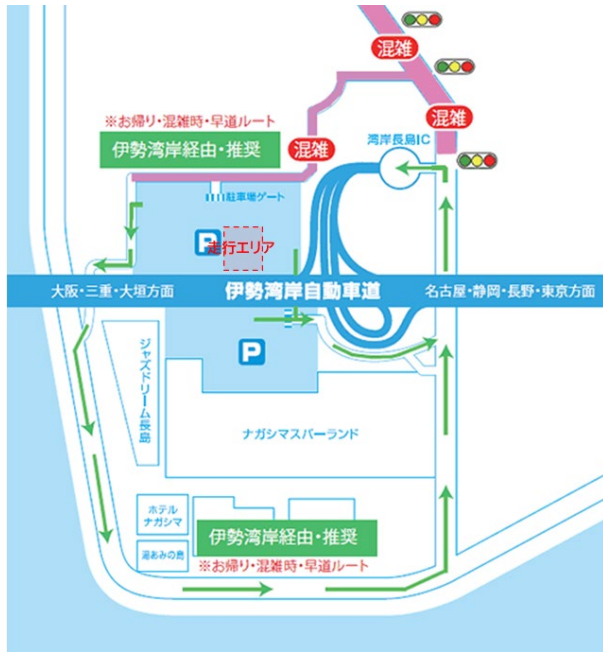 混雑
混雑
※お帰り・混雑時・早道ルート
伊勢湾岸経由・推奨
混雑
湾岸長島IC
駐車場ゲート
P
走行エリア
大阪・三重・大垣方面
伊勢湾岸自動車道
名古屋・静岡・長野・東京方面
P
ジャズドリーム長島
ナガシマスパーランド
ホテル
ナガシマ
湯あみの島
伊勢湾岸経由・推奨
※お帰り・混雑時・早道ルート